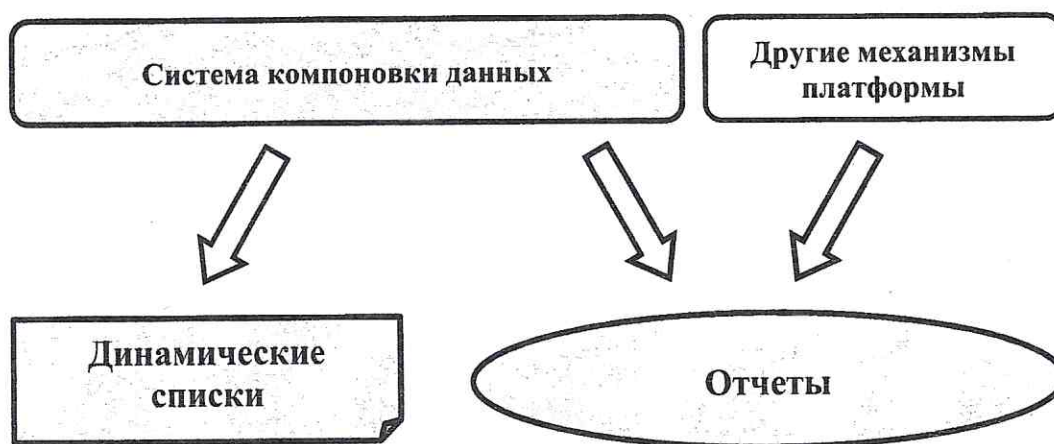 Система компоновки данных
Другие механизмы
платформы
Динамические
списки
Отчеты